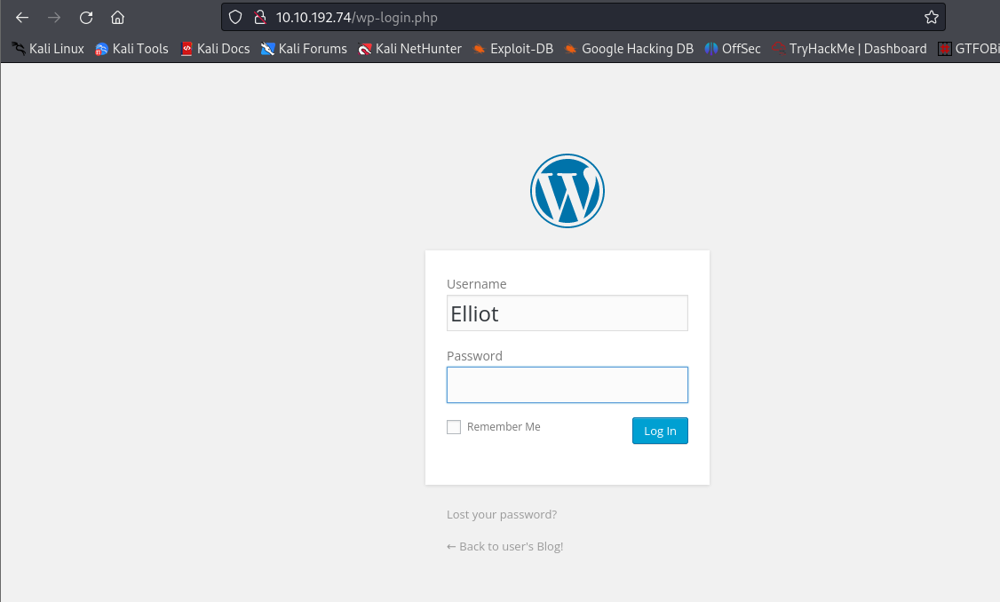 10.10.192.74/wp-login.php
Kali Linux Kali Tools Kali Docs Kali Forums Kali NetHunter Exploit-DB Google Hacking DB OffSec TryHackMe | Dashboard GTFOBi
Username
Elliot
Password
Remember Me Log In
Lost your password?
← Back to user's Blog!